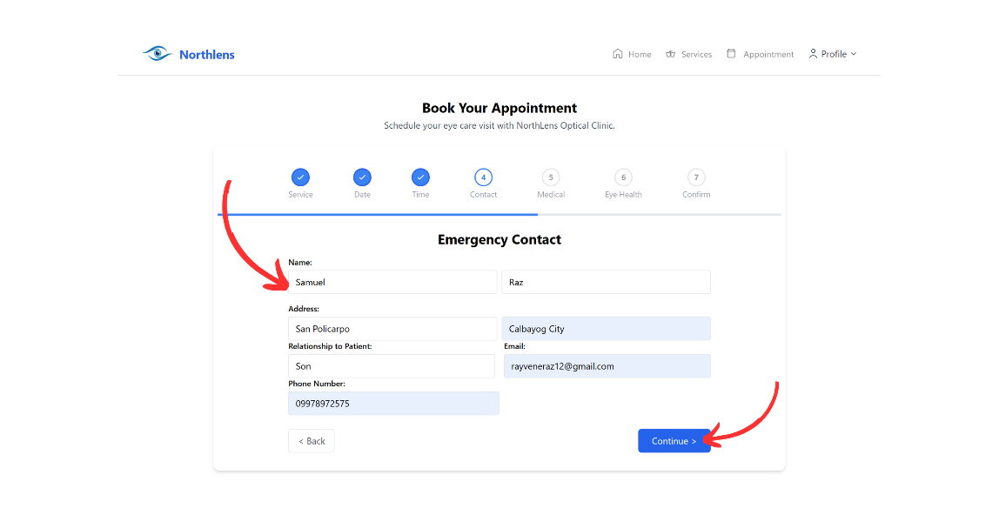 Northlens
Home Services Appointment Profile
Book Your Appointment
Schedule your eye care visit with NorthLens Optical Clinic.
4 5 6 7
Service Date Time Contact Medical Eye Health Confirm
Emergency Contact
Name:
Samuel Raz
Address:
San Policarpo Calbayog City
Relationship to Patient: Email:
Son rayveneraz12@gmail.com
Phone Number:
09978972575
< Back Continue >